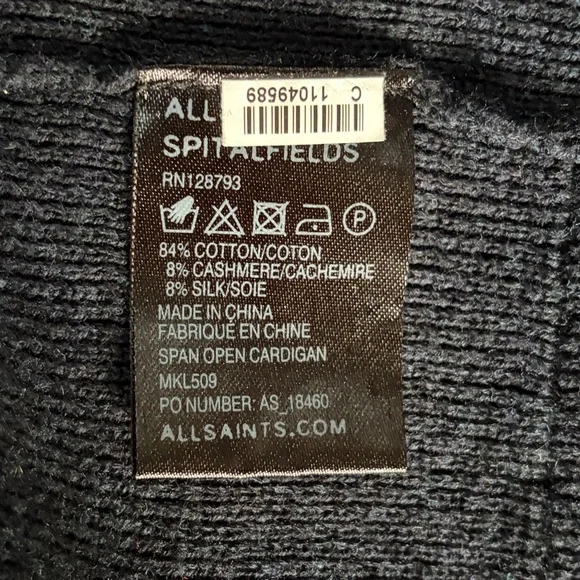 C 11049589
ALL
SPITALFIELDS
RN128793
P
84% COTTON/COTON
8% CASHMERE/CACHEMIRE
8% SILK/SOIE
MADE IN CHINA
FABRIQUÉ EN CHINE
SPAN OPEN CARDIGAN
MKL509
PO NUMBER: AS_18460
ALLSAINTS.COM